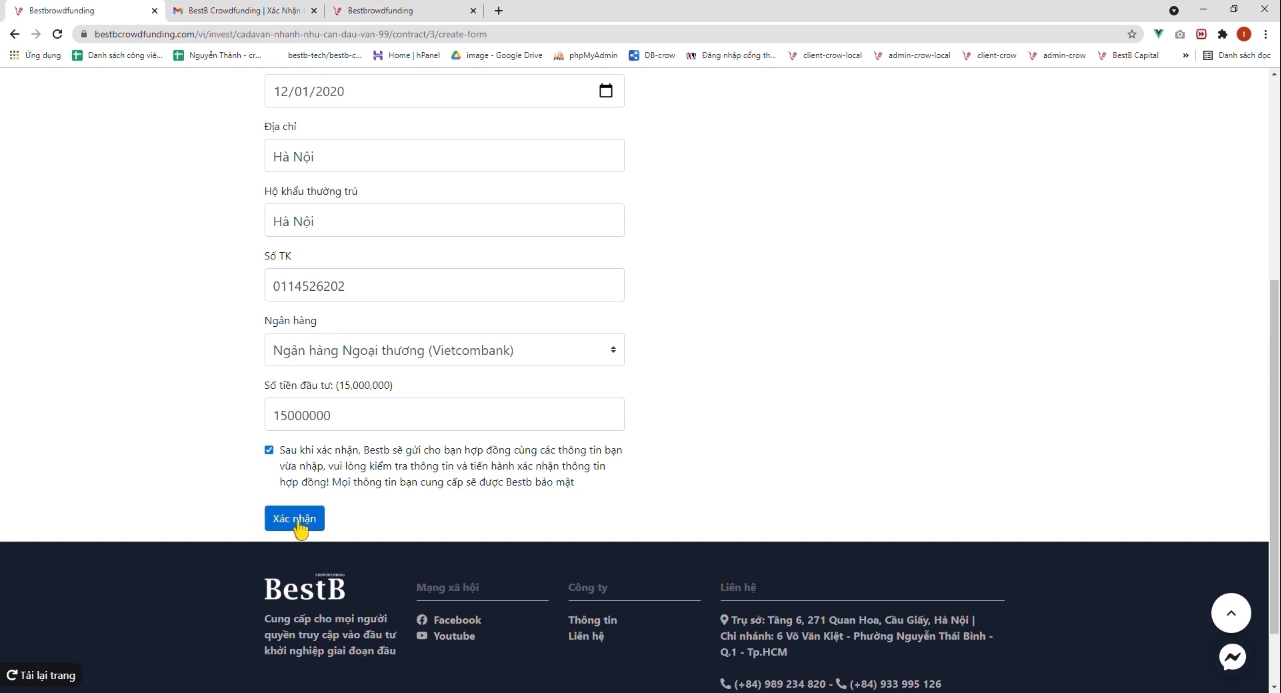 Bestbrowdfunding
BestB Crowdfunding | Xác Nhận
Bestbrowdfunding
bestbcrowdfunding.com/vi/invest/cadavan-nhanh-nhu-can-dau-van-99/contract/3/create-form
t
Ứng dụng
Danh sách công việ...
Nguyễn Thành - cr...
bestb-tech/bestb-c...
Home | hPanel
image - Google Drive
phpMyAdmin
DB-crow
Đăng nhập cổng th...
client-crow-local
admin-crow-local
client-crow
admin-crow
BestB Capital
»
Danh sách đọc
12/01/2020
Địa chỉ
Hà Nội
Hộ khẩu thường trú
Hà Nội
Số TK
0114526202
Ngân hàng
Ngân hàng Ngoại thương (Vietcombank)
Số tiền đầu tư: (15,000,000)
15000000
Sau khi xác nhận, Bestb sẽ gửi cho bạn hợp đồng cùng các thông tin bạn
vừa nhập, vui lòng kiểm tra thông tin và tiến hành xác nhận thông tin
hợp đồng! Mọi thông tin bạn cung cấp sẽ được Bestb bảo mật
Xác nhận
CROWDFUNDING
BestB
Cung cấp cho mọi người
quyền truy cập vào đầu tư
khởi nghiệp giai đoạn đầu
Mạng xã hội
Facebook
Youtube
Công ty
Thông tin
Liên hệ
Liên hệ
Trụ sở: Tầng 6, 271 Quan Hoa, Cầu Giấy, Hà Nội |
Chi nhánh: 6 Võ Văn Kiệt - Phường Nguyễn Thái Bình -
Q.1 - Tp.HCM
(+84) 989 234 820 - (+84) 933 995 126
Tải lại trang